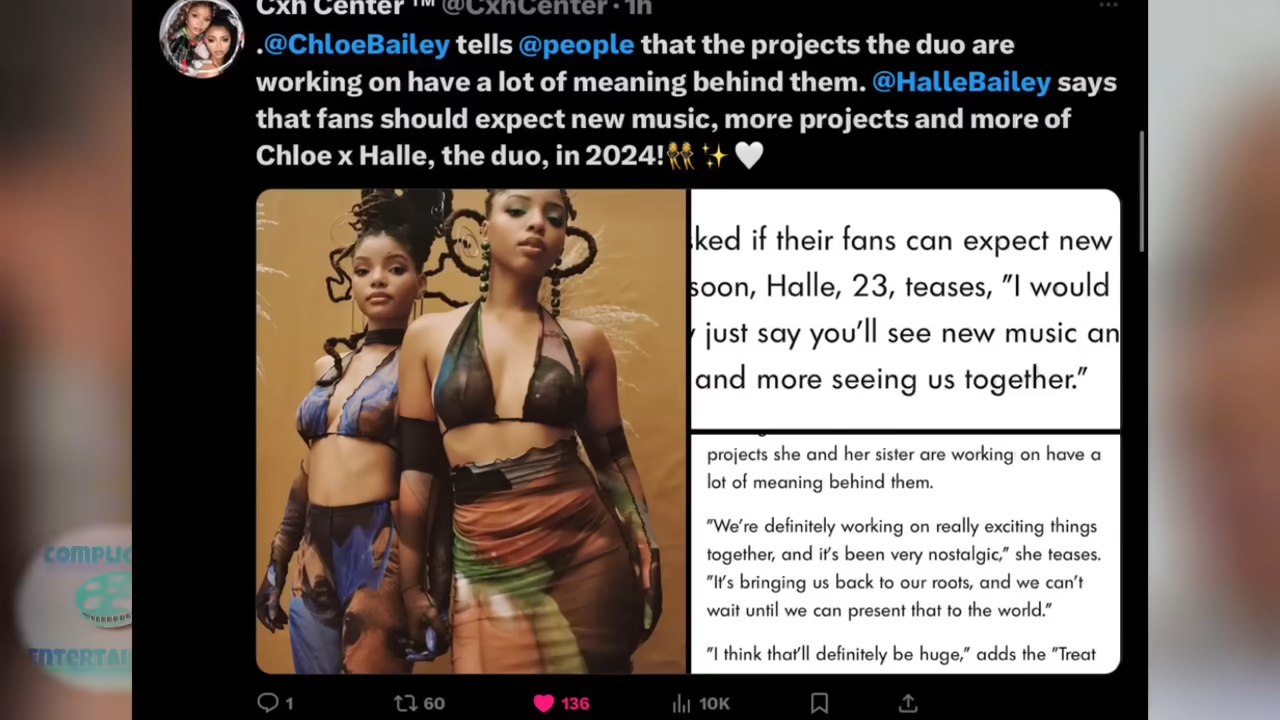 Cxh Center ™ @CxhCenter · 1h
.@ChloeBailey tells @people that the projects the duo are
working on have a lot of meaning behind them. @HalleBailey says
that fans should expect new music, more projects and more of
Chloe x Halle, the duo, in 2024!👯✨🤍
ked if their fans can expect new
soon, Halle, 23, teases, "I would
just say you'll see new music an
and more seeing us together."
projects she and her sister are working on have a
lot of meaning behind them.
"We're definitely working on really exciting things
together, and it's been very nostalgic," she teases.
"It's bringing us back to our roots, and we can't
wait until we can present that to the world."
"I think that'll definitely be huge," adds the "Treat
1 60 136 10K
COMPLIC
ENTERTAI